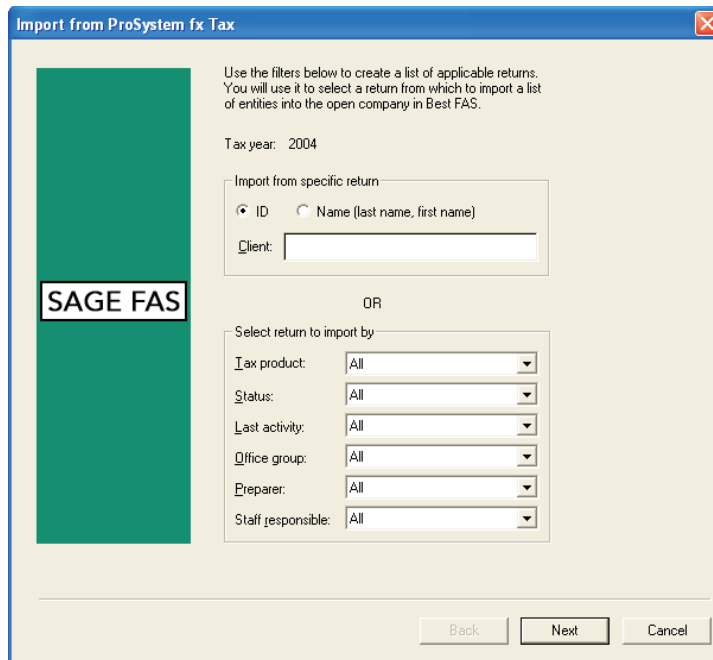 Import from ProSystem fx Tax
Use the filters below to create a list of applicable returns.
You will use it to select a return from which to import a list
of entities into the open company in Best FAS.
Tax year: 2004
Import from specific return
ID Name (last name, first name)
Client:
SAGE FAS
OR
Select return to import by
Tax product: All
Status: All
Last activity: All
Office group: All
Preparer: All
Staff responsible: All
Back Next Cancel